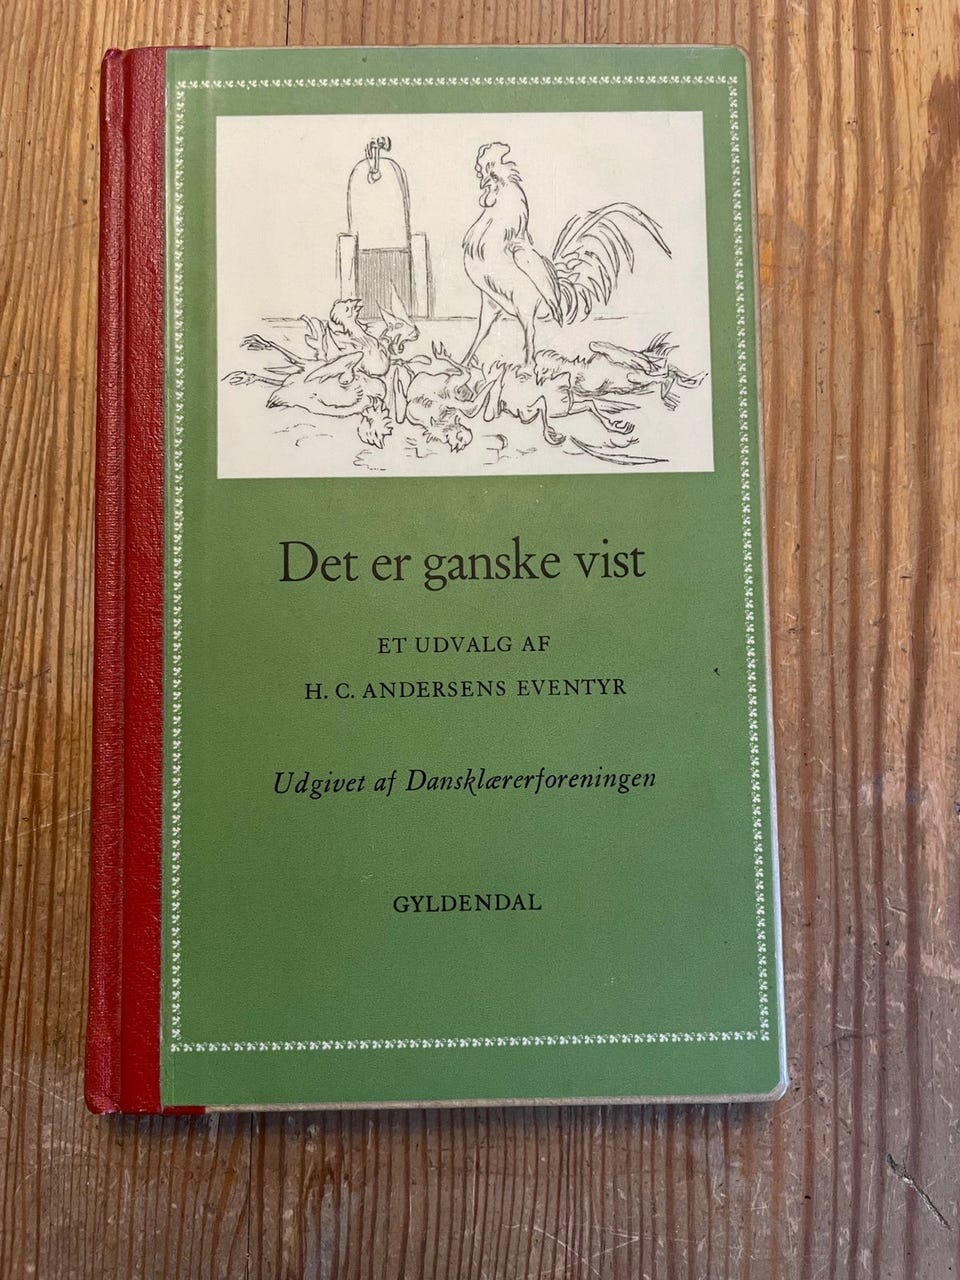 Det er ganske vist
ET UDVALG AF
H. C. ANDERSENS EVENTYR
Udgivet af Dansklærerforeningen
GYLDENDAL